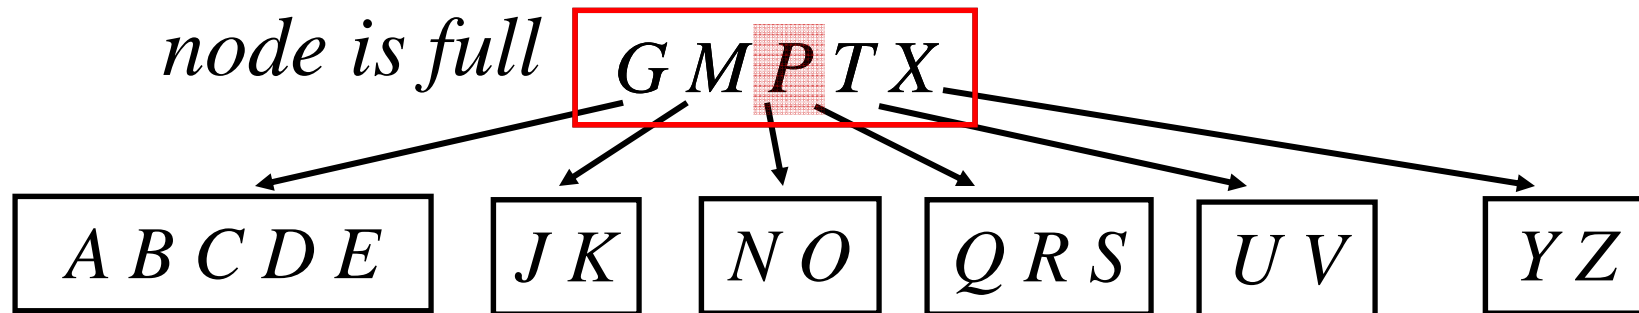 node is full
G M P T X
A B C D E
J K
N O
Q R S
U V
Y Z